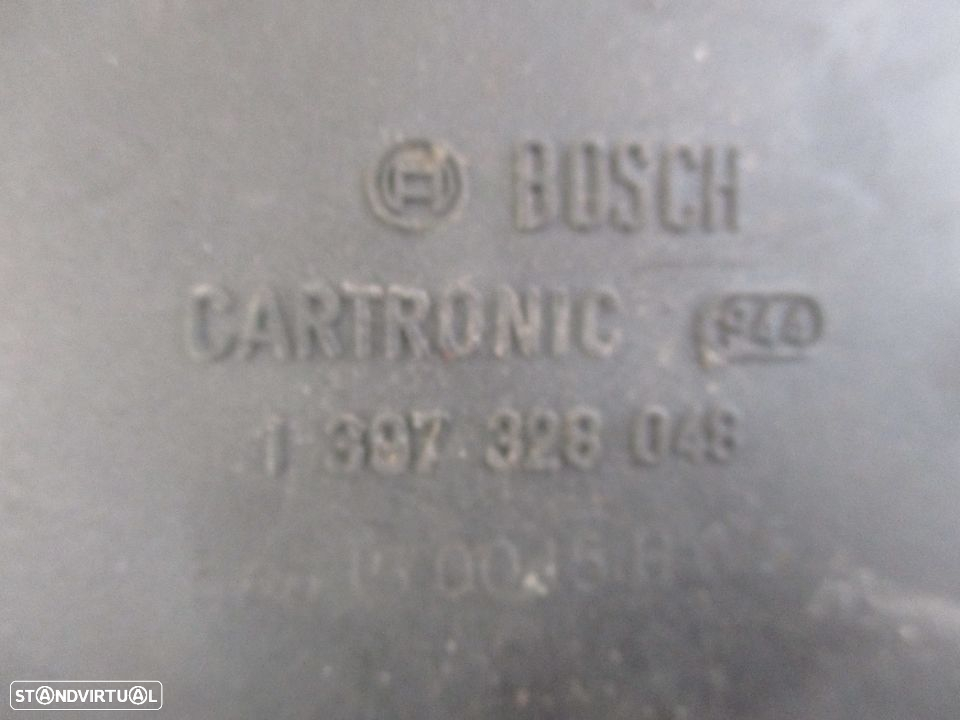 BOSCH
CARTRONIC
1 397 328 048
STANDVIRTUAL